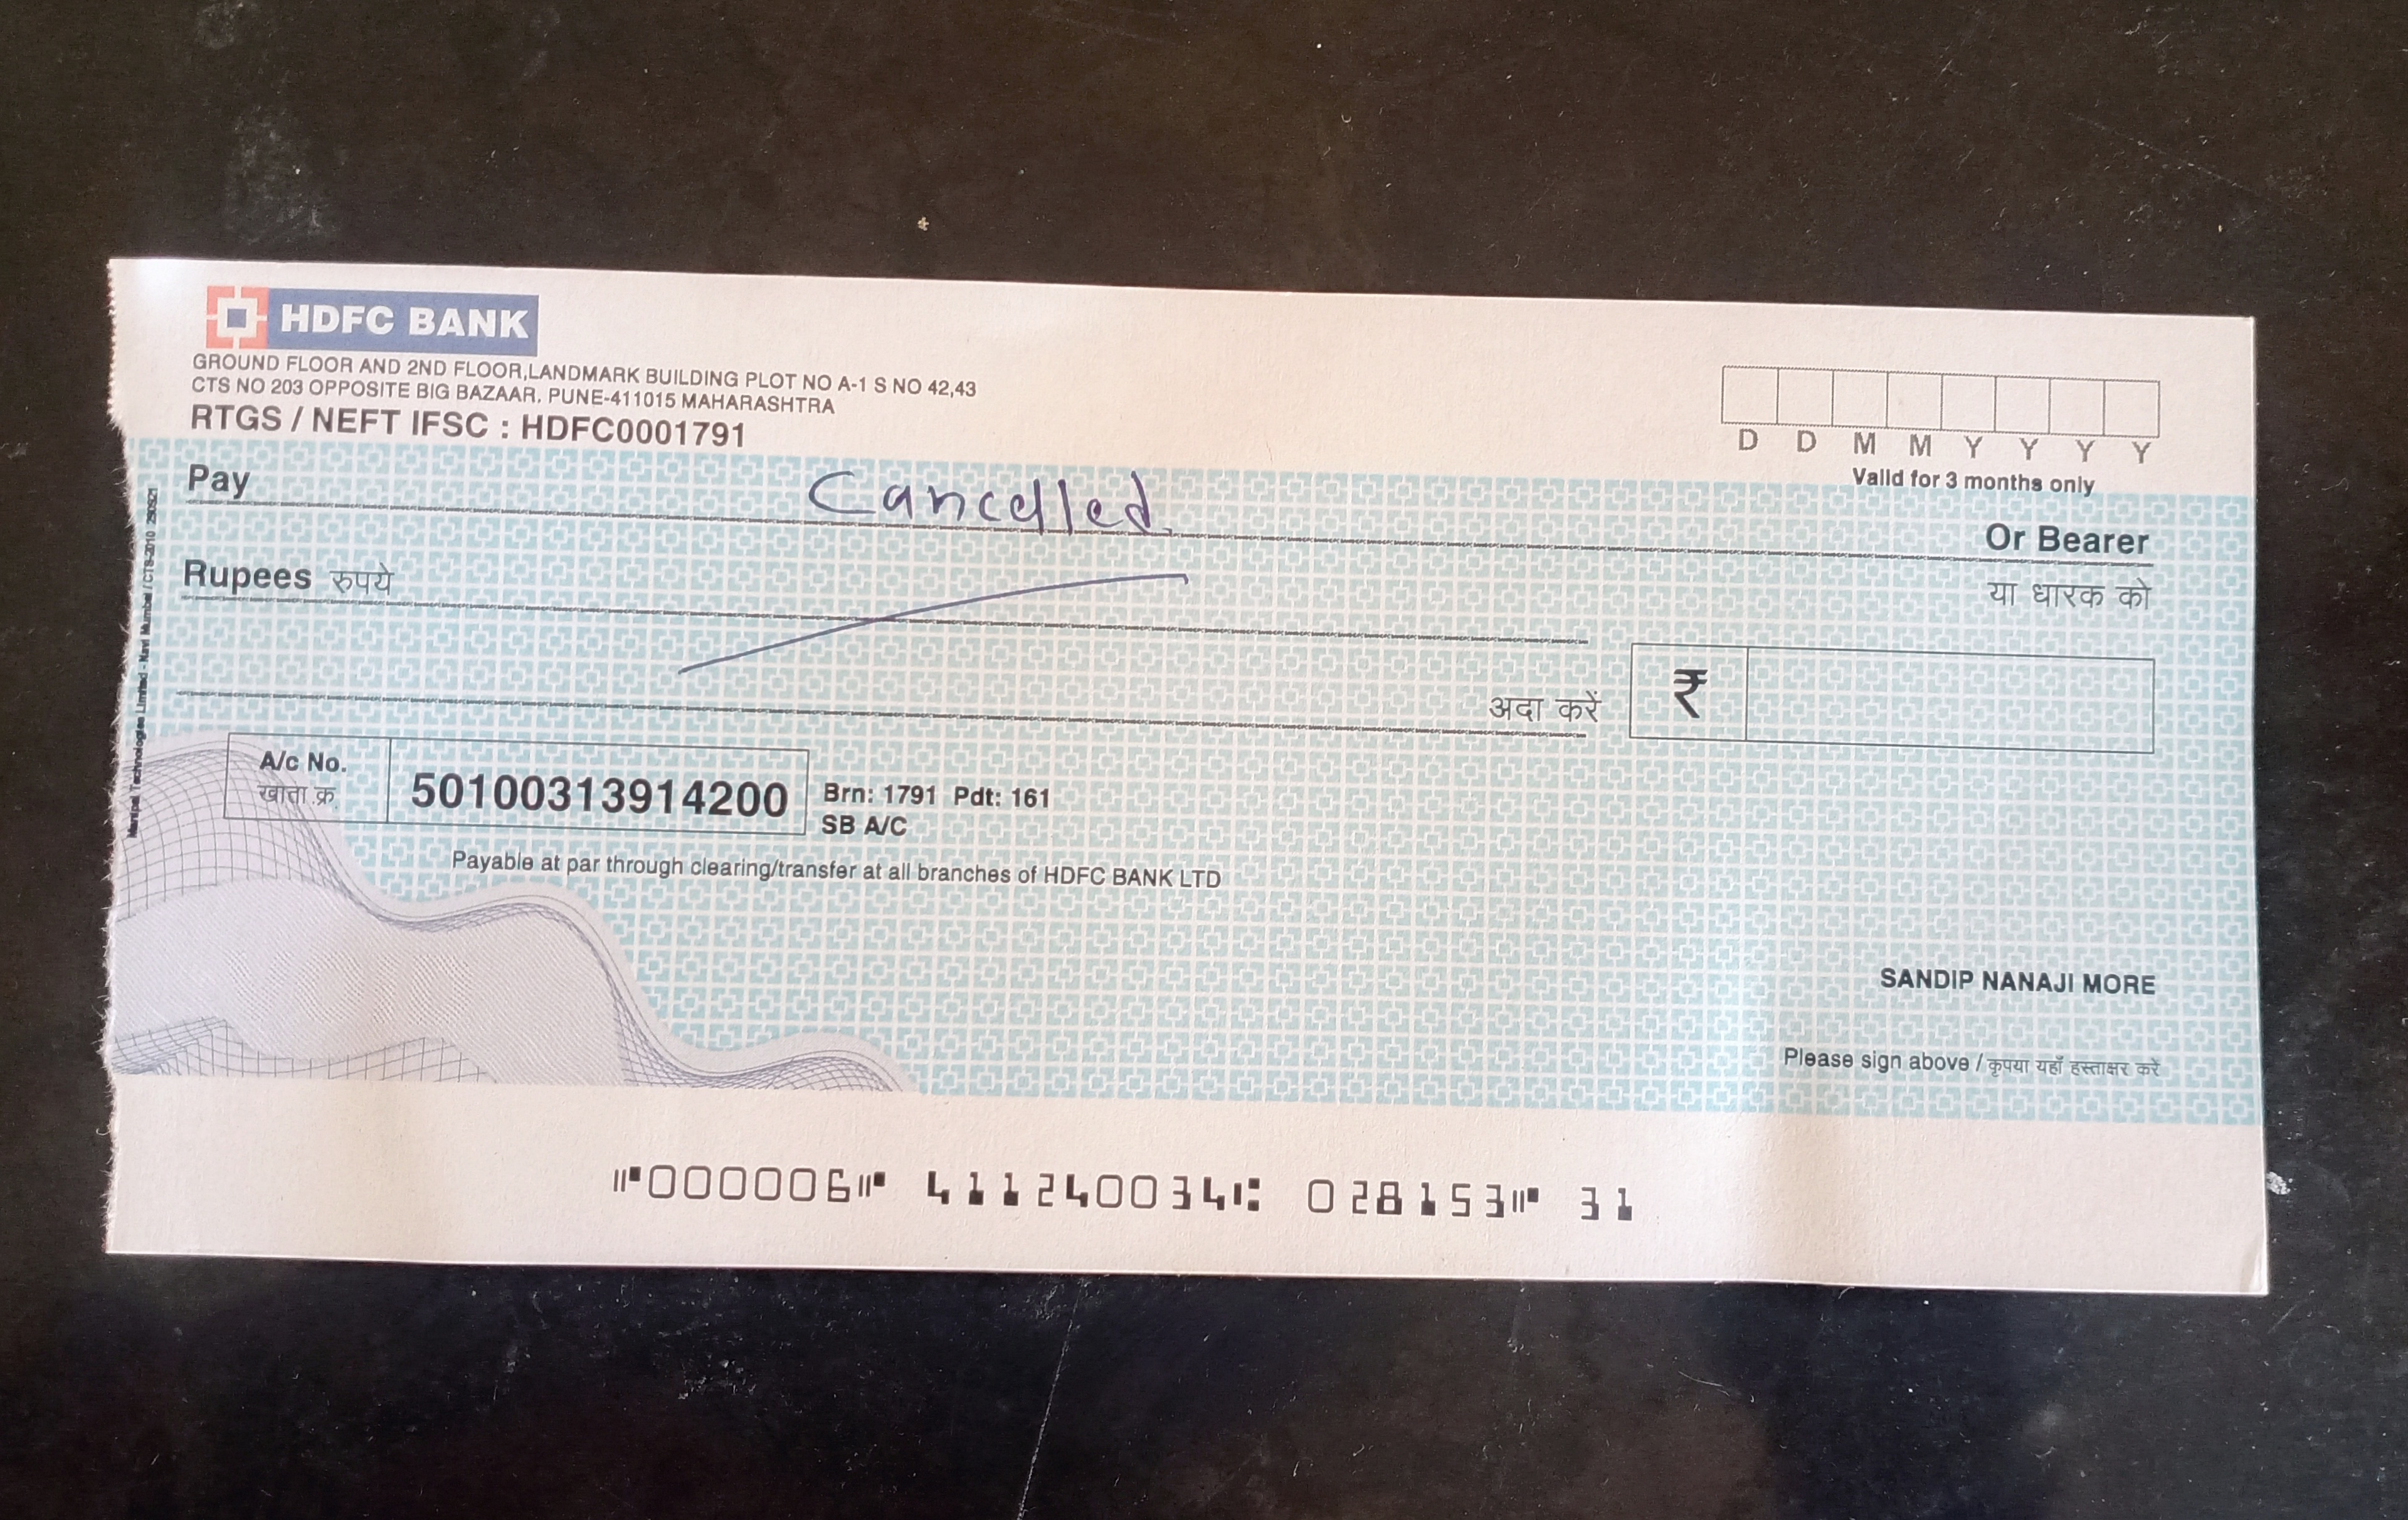 HDFC BANK
GROUND FLOOR AND 2ND FLOOR,LANDMARK BUILDING PLOT NO A-1 S NO 42,43
CTS NO 203 OPPOSITE BIG BAZAAR, PUNE-411015 MAHARASHTRA
RTGS / NEFT IFSC : HDFC0001791
D D M M Y Y Y Y
Valid for 3 months only
Pay Cancelled
Or Bearer
Rupees रुपये
या धारक को
अदा करें ₹
A/c No.
खाता क्र.
50100313914200
Brn: 1791 Pdt: 161
SB A/C
Payable at par through clearing/transfer at all branches of HDFC BANK LTD
SANDIP NANAJI MORE
Please sign above / कृपया यहाँ हस्ताक्षर करें
⑈000006⑈ 411240034⑆ 028153⑈ 31
Manipal Technologies Limited - Navi Mumbai / CTS-2010